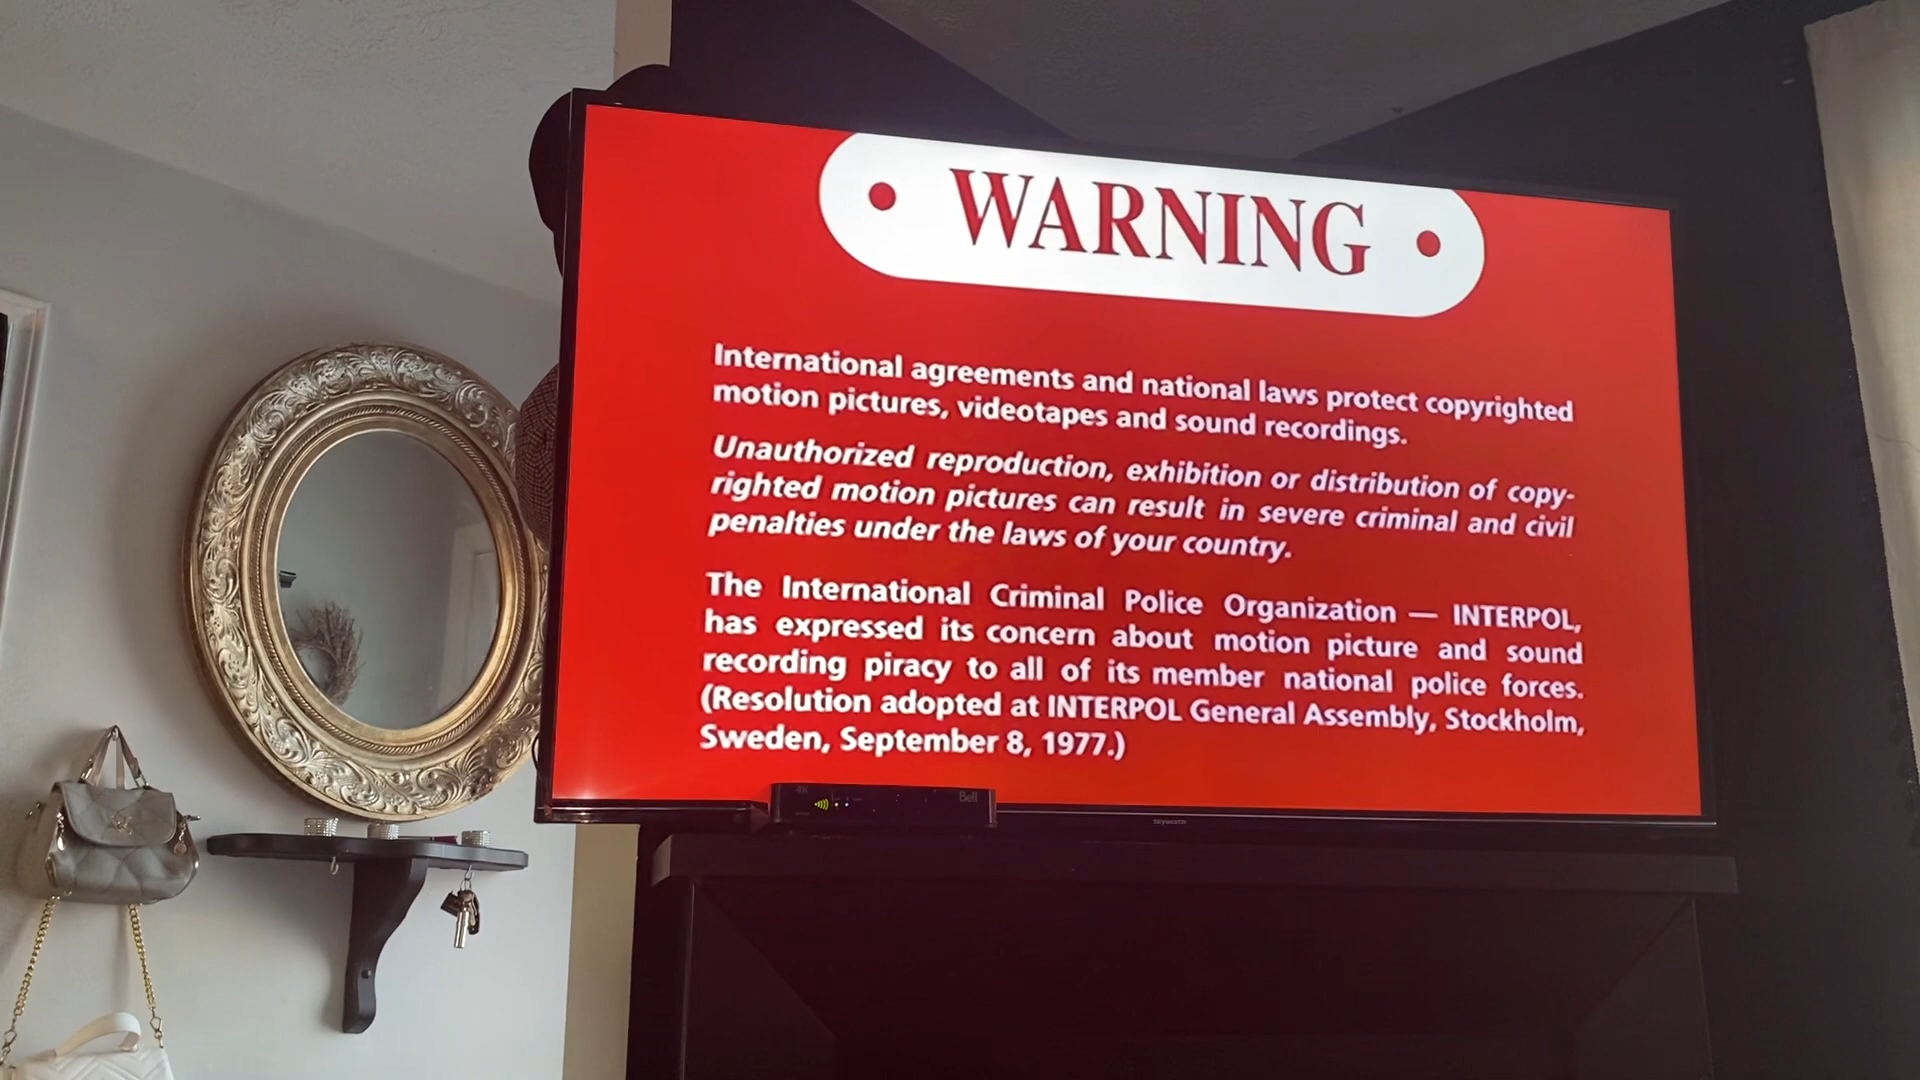 WARNING
International agreements and national laws protect copyrighted
motion pictures, videotapes and sound recordings.
Unauthorized reproduction, exhibition or distribution of copy-
righted motion pictures can result in severe criminal and civil
penalties under the laws of your country.
The International Criminal Police Organization — INTERPOL,
has expressed its concern about motion picture and sound
recording piracy to all of its member national police forces.
(Resolution adopted at INTERPOL General Assembly, Stockholm,
Sweden, September 8, 1977.)
4K
Bell
Skyworth